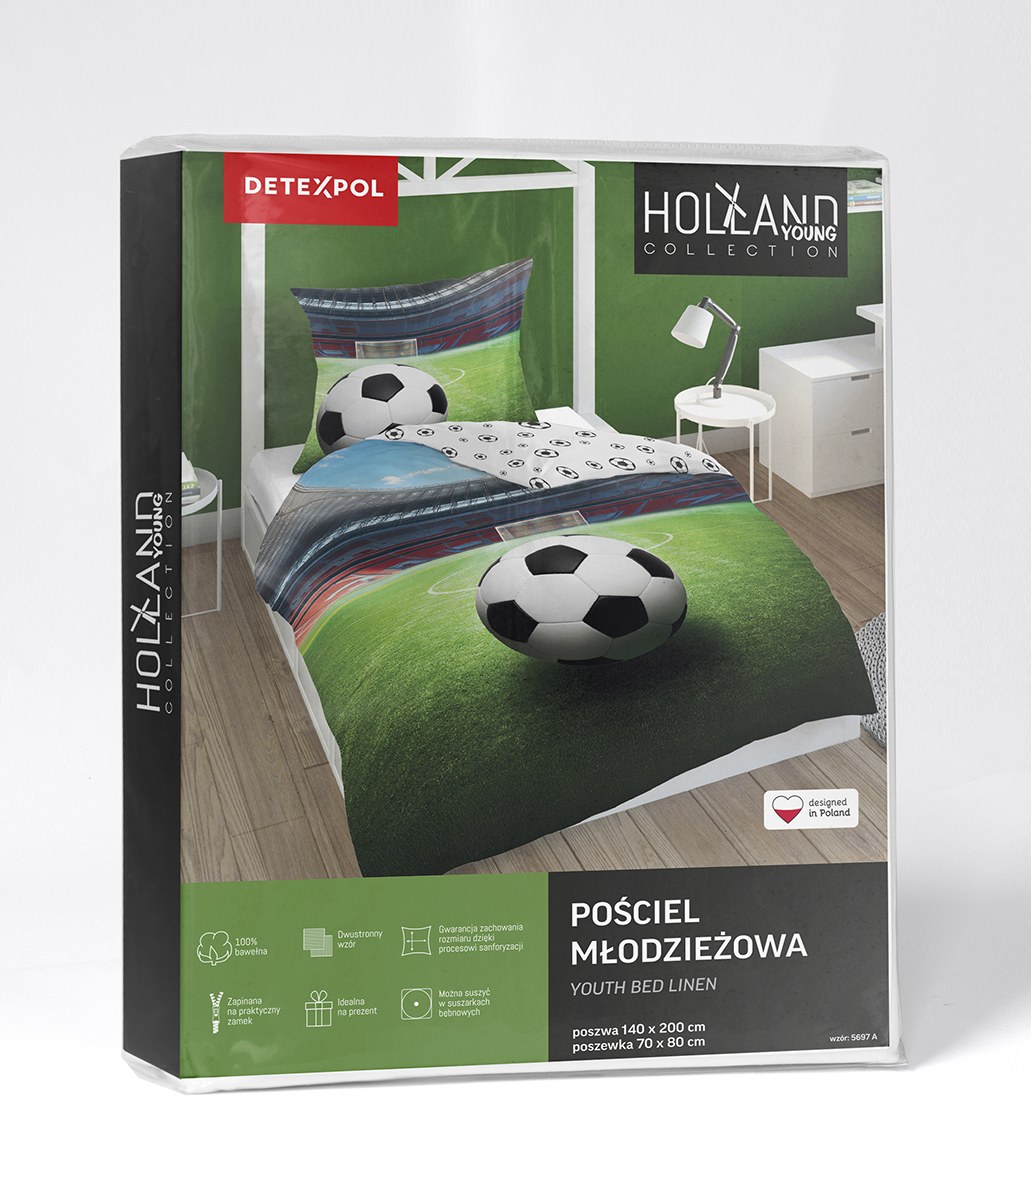 DETEXPOL
HOLLAND
YOUNG
COLLECTION
HOLLAND
YOUNG
COLLECTION
designed
in Poland
100%
bawełna
Dwustronny
wzór
Gwarancja zachowania
rozmiaru dzięki
procesowi sanforyzacji
Zapinana
na praktyczny
zamek
Idealna
na prezent
Można suszyć
w suszarkach
bębnowych
POŚCIEL
MŁODZIEŻOWA
YOUTH BED LINEN
poszwa 140 x 200 cm
poszewka 70 x 80 cm
wzór: 5697 A